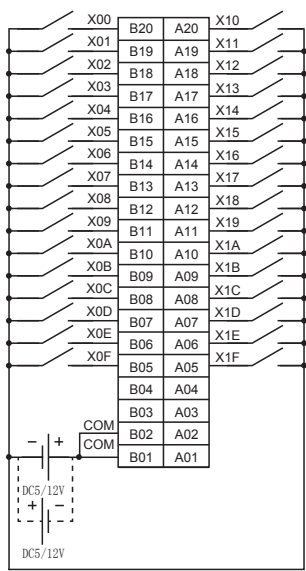 X00 B20 A20 X10
X01 B19 A19 X11
X02 B18 A18 X12
X03 B17 A17 X13
X04 B16 A16 X14
X05 B15 A15 X15
X06 B14 A14 X16
X07 B13 A13 X17
X08 B12 A12 X18
X09 B11 A11 X19
X0A B10 A10 X1A
X0B B09 A09 X1B
X0C B08 A08 X1C
X0D B07 A07 X1D
X0E B06 A06 X1E
X0F B05 A05 X1F
B04 A04
B03 A03
COM B02 A02
COM B01 A01
− +
DC5/12V
+ −
DC5/12V